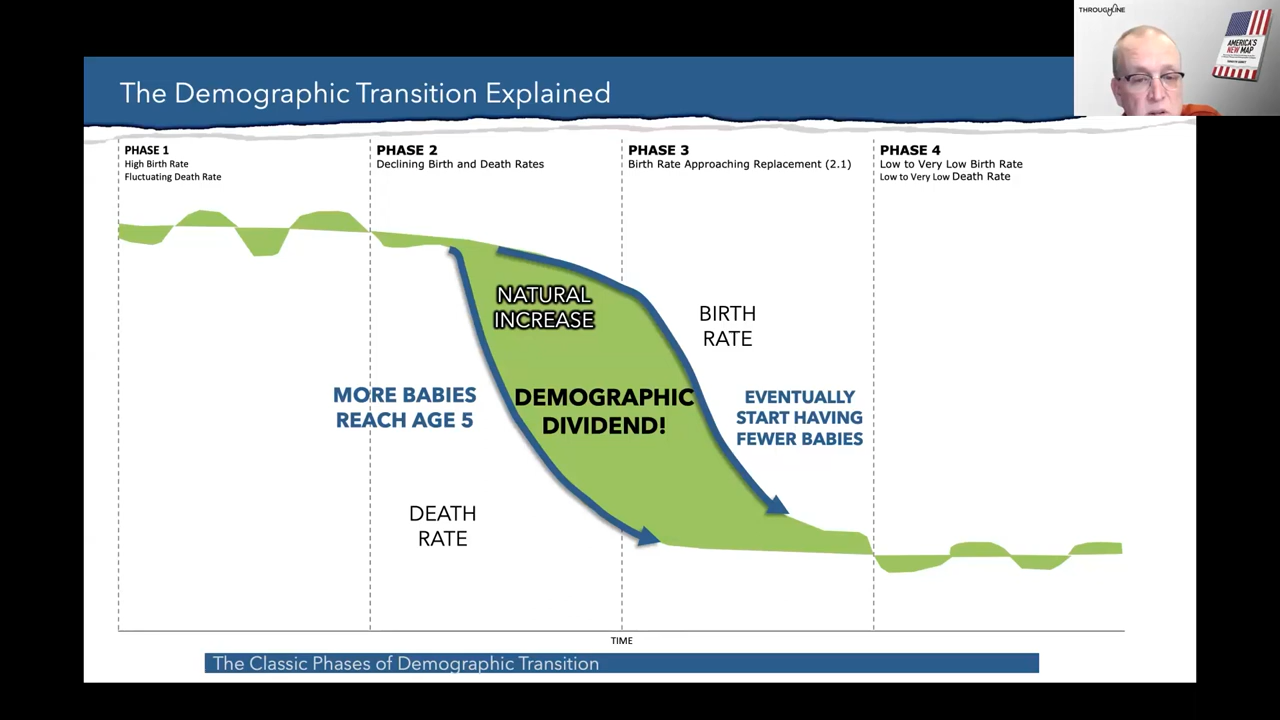 THROUGHLINE
AMERICA'S
NEW MAP
The Demographic Transition Explained
PHASE 1
High Birth Rate
Fluctuating Death Rate
PHASE 2
Declining Birth and Death Rates
PHASE 3
Birth Rate Approaching Replacement (2.1)
PHASE 4
Low to Very Low Birth Rate
Low to Very Low Death Rate
NATURAL
INCREASE
BIRTH
RATE
MORE BABIES
REACH AGE 5
DEMOGRAPHIC
DIVIDEND!
EVENTUALLY
START HAVING
FEWER BABIES
DEATH
RATE
TIME
The Classic Phases of Demographic Transition